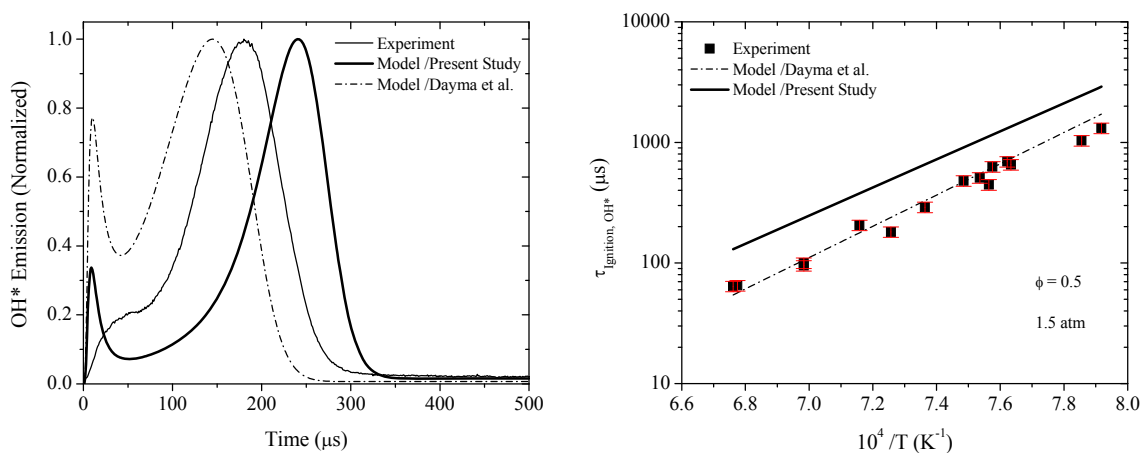 OH* Emission (Normalized)
1.0
0.8
0.6
0.4
0.2
0.0
Experiment
Model /Present Study
Model /Dayma et al.
0 100 200 300 400 500
Time (μs)
τIgnition, OH* (μs)
1000
100
10
10000
Experiment
Model /Dayma et al.
Model /Present Study
ϕ = 0.5
1.5 atm
6.6 6.8 7.0 7.2 7.4 7.6 7.8 8.0
10⁴ /T (K⁻¹)